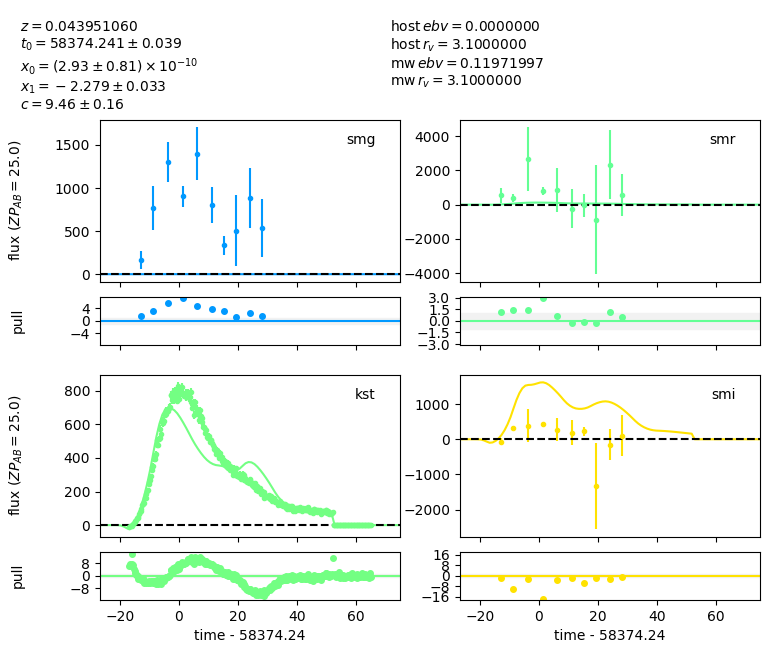 z = 0.043951060
t₀ = 58374.241 ± 0.039
x₀ = (2.93 ± 0.81) × 10⁻¹⁰
x₁ = −2.279 ± 0.033
c = 9.46 ± 0.16
host ebv = 0.0000000
host r_v = 3.1000000
mw ebv = 0.11971997
mw r_v = 3.1000000
smg
flux (ZP_AB = 25.0)
1500
1000
500
0
smr
4000
2000
0
−2000
−4000
pull
4
0
−4
3.0
1.5
0.0
−1.5
−3.0
kst
flux (ZP_AB = 25.0)
800
600
400
200
0
smi
1000
0
−1000
−2000
pull
8
0
−8
16
8
0
−8
−16
−20 0 20 40 60
−20 0 20 40 60
time - 58374.24
time - 58374.24